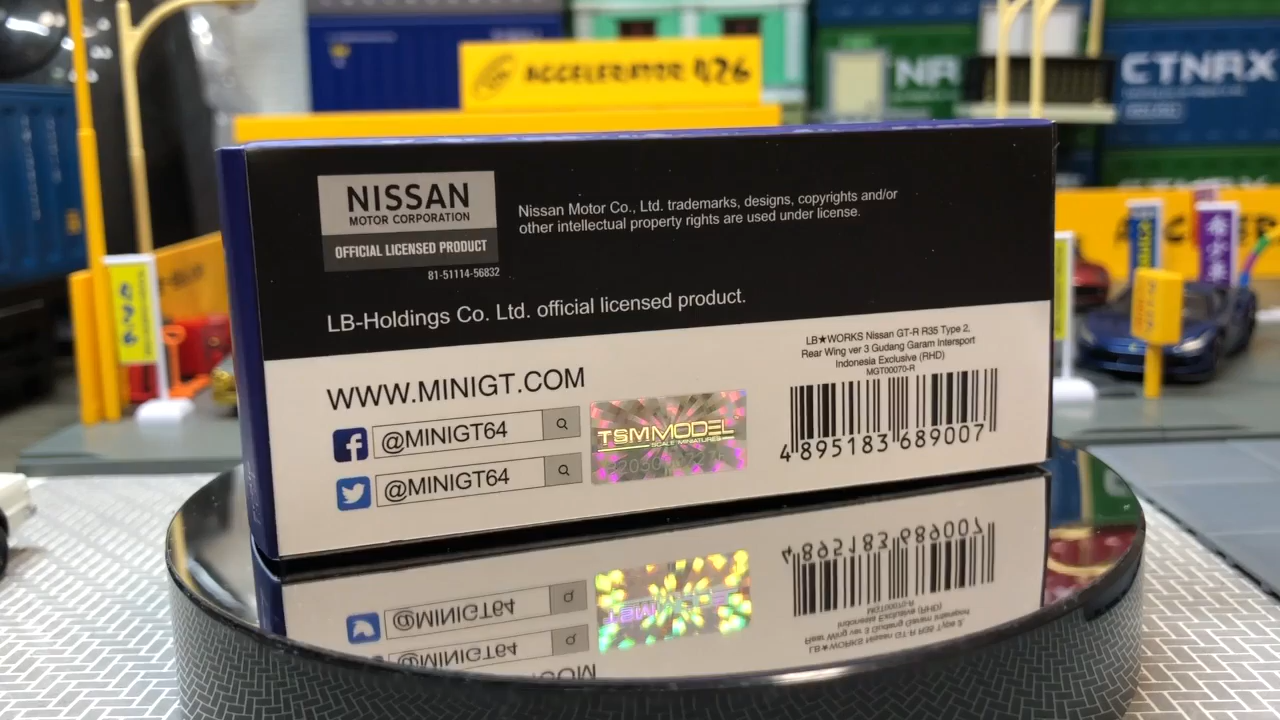 ACCELERATOR 426
CTNRX
NISSAN
MOTOR CORPORATION
OFFICIAL LICENSED PRODUCT
81-51114-56832
Nissan Motor Co., Ltd. trademarks, designs, copyrights and/or
other intellectual property rights are used under license.
LB-Holdings Co. Ltd. official licensed product.
WWW.MINIGT.COM
@MINIGT64
@MINIGT64
TSMMODEL
SCALE MINIATURES
LB★WORKS Nissan GT-R R35 Type 2,
Rear Wing ver 3 Gudang Garam Intersport
Indonesia Exclusive (RHD)
MGT00070-R
4 895183 689007